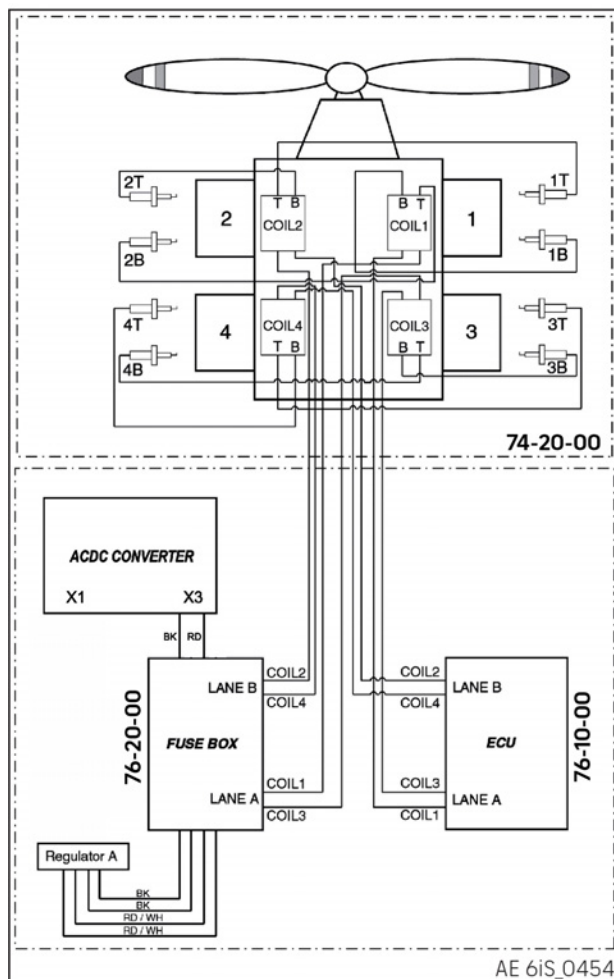 2T
1T
T B
B T
2
COIL2
COIL1
1
2B
1B
4T
3T
4
COIL4
COIL3
3
T B
B T
4B
3B
74-20-00
ACDC CONVERTER
X1 X3
BK RD
COIL2
COIL2
LANE B
LANE B
COIL4
COIL4
76-20-00
FUSE BOX
ECU
76-10-00
COIL1
COIL3
LANE A
LANE A
COIL3
COIL1
Regulator A
BK
BK
RD / WH
RD / WH
AE 6iS_0454